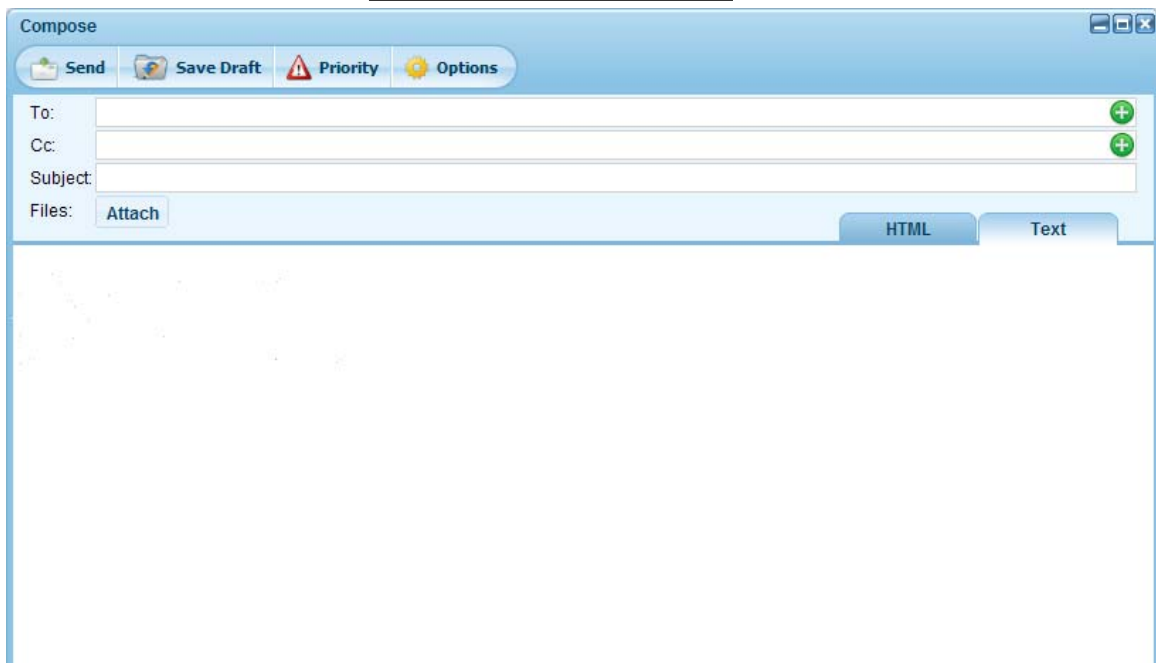 Compose
Send Save Draft Priority Options
To:
Cc:
Subject:
Files: Attach
HTML Text